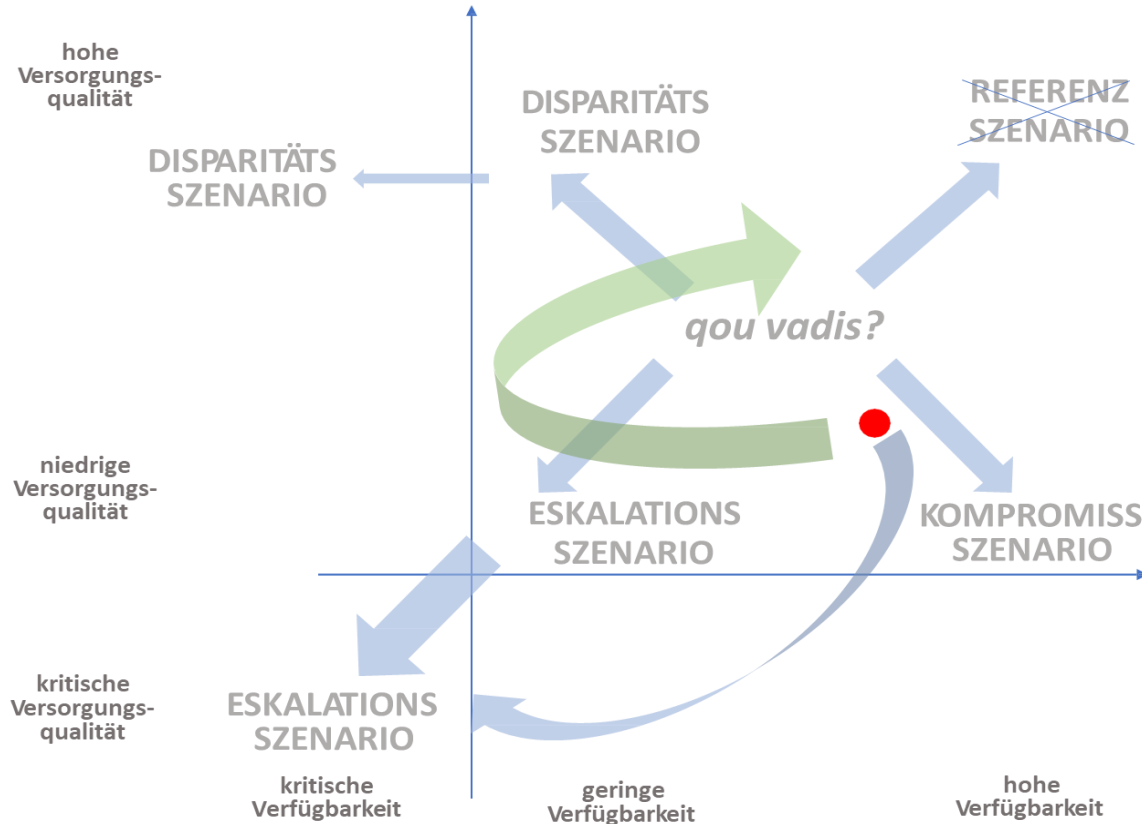 hohe
Versorgungs-
qualität
DISPARITÄTS
SZENARIO
REFERENZ
SZENARIO
DISPARITÄTS
SZENARIO
qou vadis?
niedrige
Versorgungs-
qualität
ESKALATIONS
SZENARIO
KOMPROMISS
SZENARIO
kritische
Versorgungs-
qualität
ESKALATIONS
SZENARIO
kritische
Verfügbarkeit
geringe
Verfügbarkeit
hohe
Verfügbarkeit